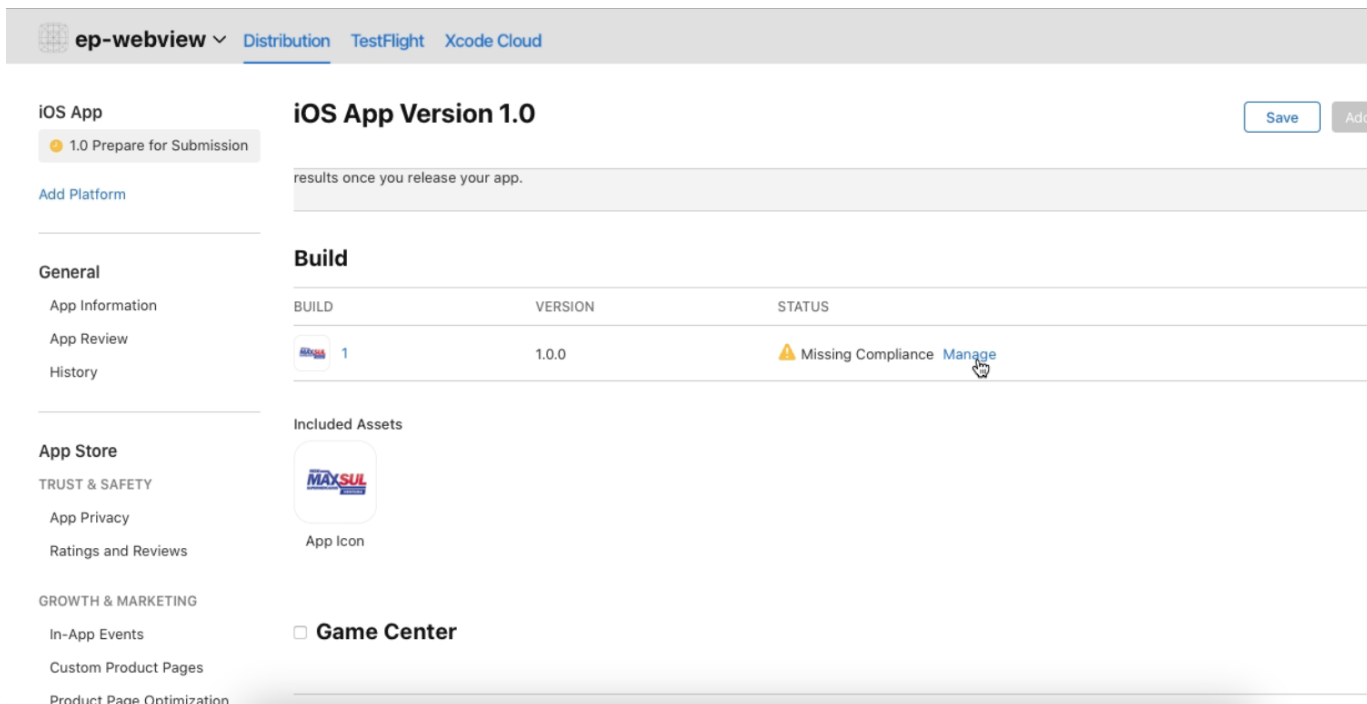 ep-webview Distribution TestFlight Xcode Cloud
iOS App
1.0 Prepare for Submission
Add Platform
General
App Information
App Review
History
App Store
TRUST & SAFETY
App Privacy
Ratings and Reviews
GROWTH & MARKETING
In-App Events
Custom Product Pages
Product Page Optimization
iOS App Version 1.0
Save
results once you release your app.
Build
BUILD VERSION STATUS
1 1.0.0 Missing Compliance Manage
Included Assets
MAXSUL
App Icon
Game Center